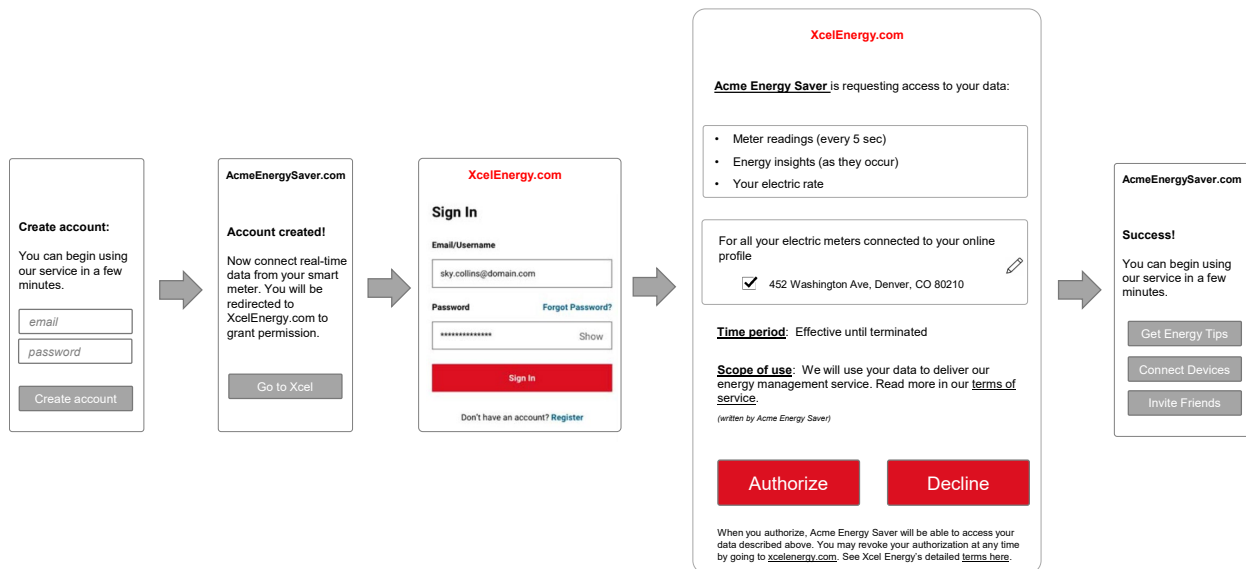 Create account:
You can begin using
our service in a few
minutes.
email
password
Create account
AcmeEnergySaver.com
Account created!
Now connect real-time
data from your smart
meter. You will be
redirected to
XcelEnergy.com to
grant permission.
Go to Xcel
XcelEnergy.com
Sign In
Email/Username
sky.collins@domain.com
Password Forgot Password?
************** Show
Sign In
Don't have an account? Register
XcelEnergy.com
Acme Energy Saver is requesting access to your data:
• Meter readings (every 5 sec)
• Energy insights (as they occur)
• Your electric rate
For all your electric meters connected to your online
profile
452 Washington Ave, Denver, CO 80210
Time period: Effective until terminated
Scope of use: We will use your data to deliver our
energy management service. Read more in our terms of
service.
(written by Acme Energy Saver)
Authorize Decline
When you authorize, Acme Energy Saver will be able to access your
data described above. You may revoke your authorization at any time
by going to xcelenergy.com. See Xcel Energy's detailed terms here.
AcmeEnergySaver.com
Success!
You can begin using
our service in a few
minutes.
Get Energy Tips
Connect Devices
Invite Friends